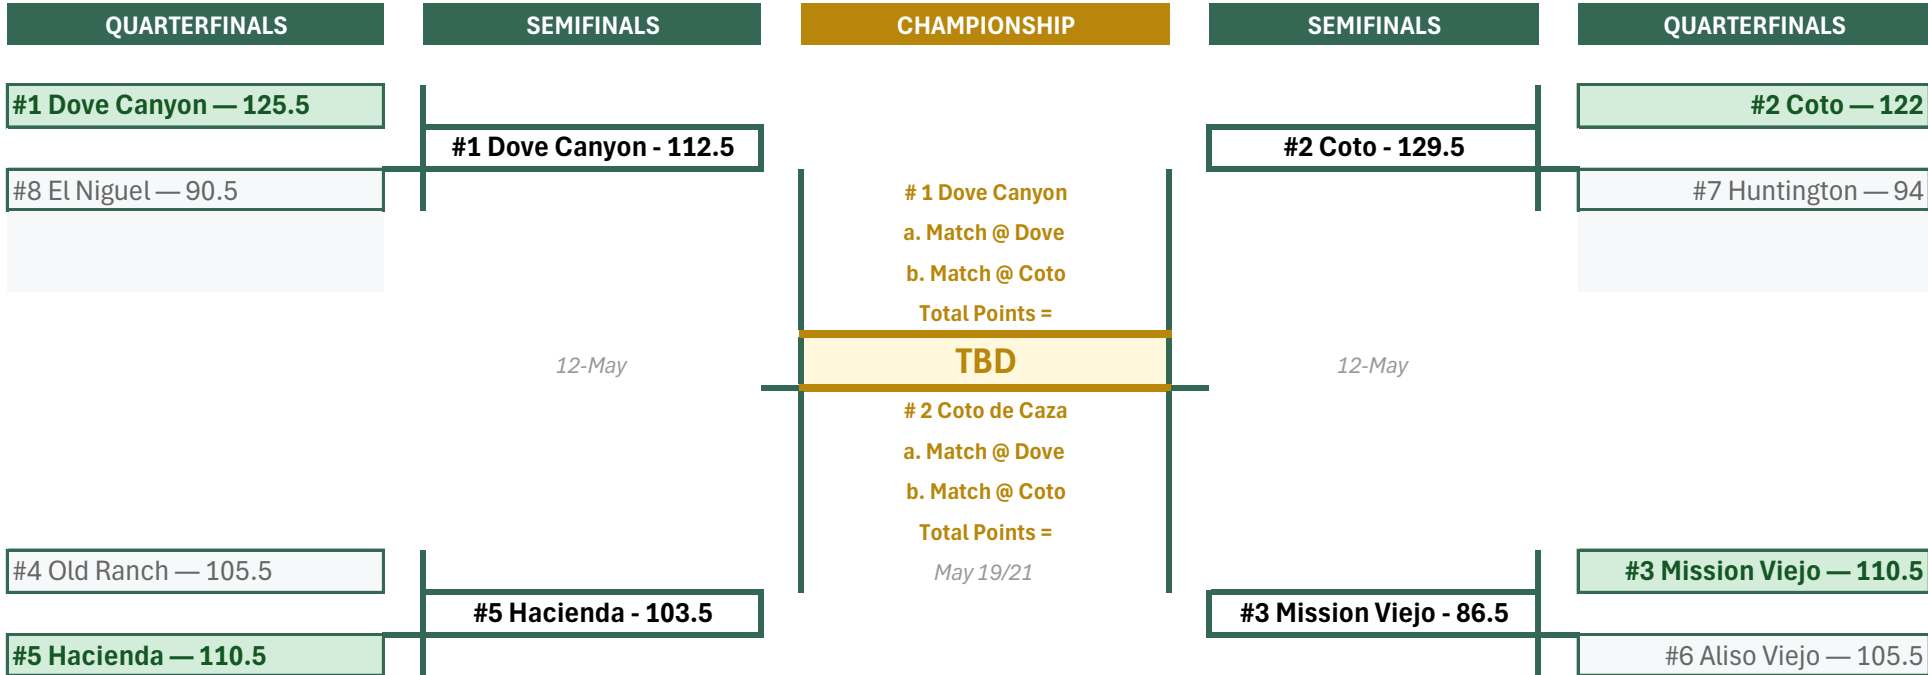 QUARTERFINALS
SEMIFINALS
CHAMPIONSHIP
SEMIFINALS
QUARTERFINALS
#1 Dove Canyon — 125.5
#2 Coto — 122
#1 Dove Canyon - 112.5
#2 Coto - 129.5
#8 El Niguel — 90.5
# 1 Dove Canyon
#7 Huntington — 94
a. Match @ Dove
b. Match @ Coto
Total Points =
12-May
TBD
12-May
# 2 Coto de Caza
a. Match @ Dove
b. Match @ Coto
Total Points =
#4 Old Ranch — 105.5
May 19/21
#3 Mission Viejo — 110.5
#5 Hacienda - 103.5
#3 Mission Viejo - 86.5
#5 Hacienda — 110.5
#6 Aliso Viejo — 105.5